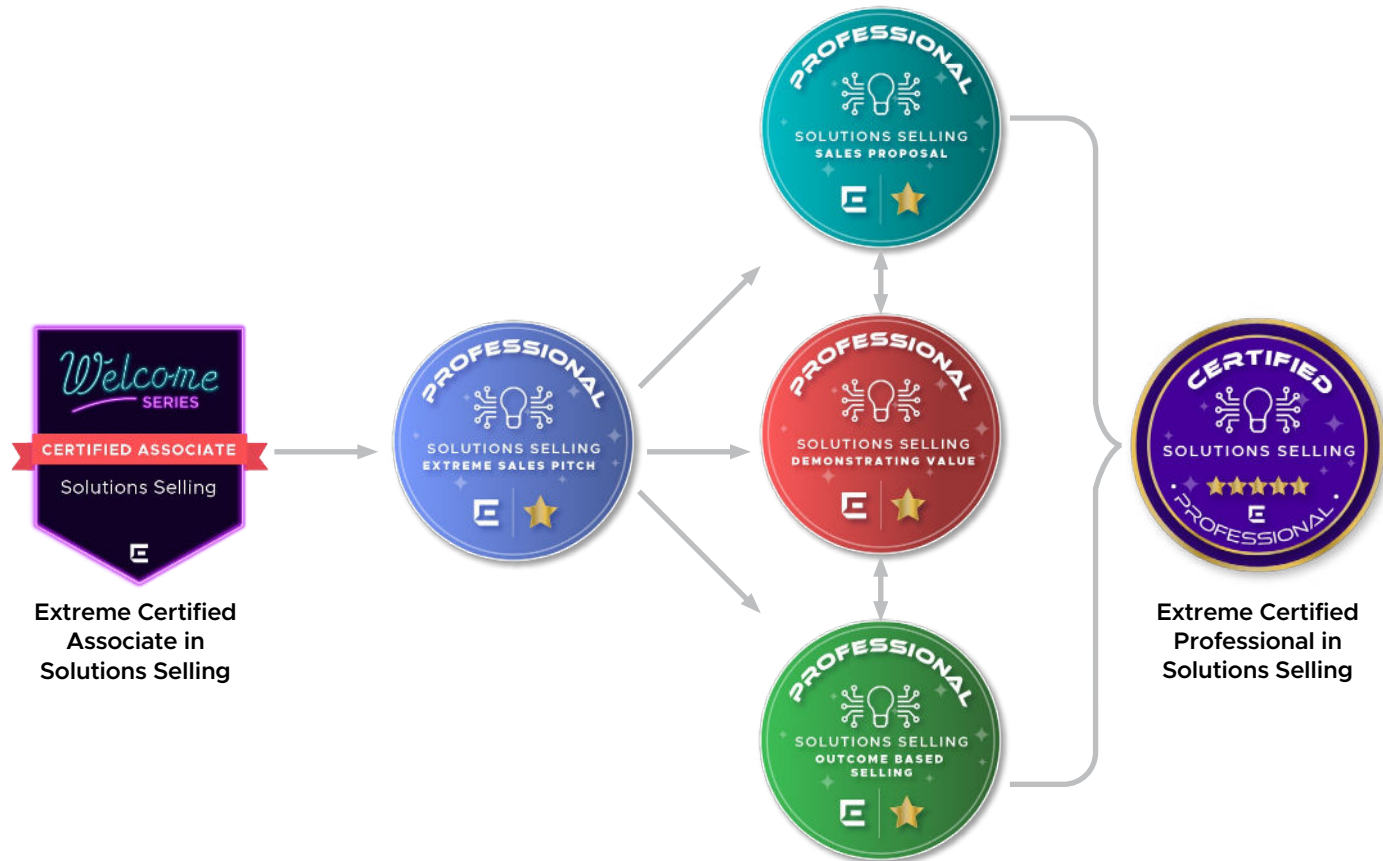 Welcome
SERIES
CERTIFIED ASSOCIATE
Solutions Selling
E
Extreme Certified
Associate in
Solutions Selling
PROFESSIONAL
SOLUTIONS SELLING
EXTREME SALES PITCH
E
PROFESSIONAL
SOLUTIONS SELLING
SALES PROPOSAL
E
PROFESSIONAL
SOLUTIONS SELLING
DEMONSTRATING VALUE
E
PROFESSIONAL
SOLUTIONS SELLING
OUTCOME BASED
SELLING
E
CERTIFIED
SOLUTIONS SELLING
E
• PROFESSIONAL •
Extreme Certified
Professional in
Solutions Selling